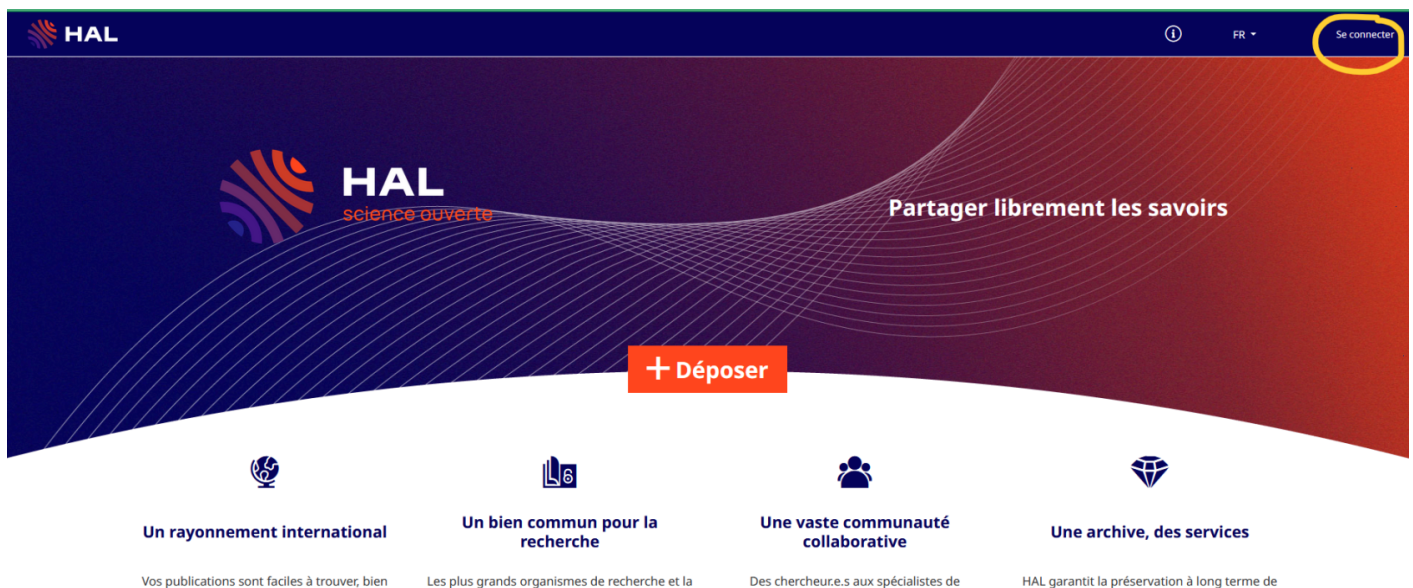 HAL
FR
Se connecter
HAL
science ouverte
Partager librement les savoirs
+ Déposer
Un rayonnement international
Un bien commun pour la
recherche
Une vaste communauté
collaborative
Une archive, des services
Vos publications sont faciles à trouver, bien
Les plus grands organismes de recherche et la
Des chercheur.e.s aux spécialistes de
HAL garantit la préservation à long terme de